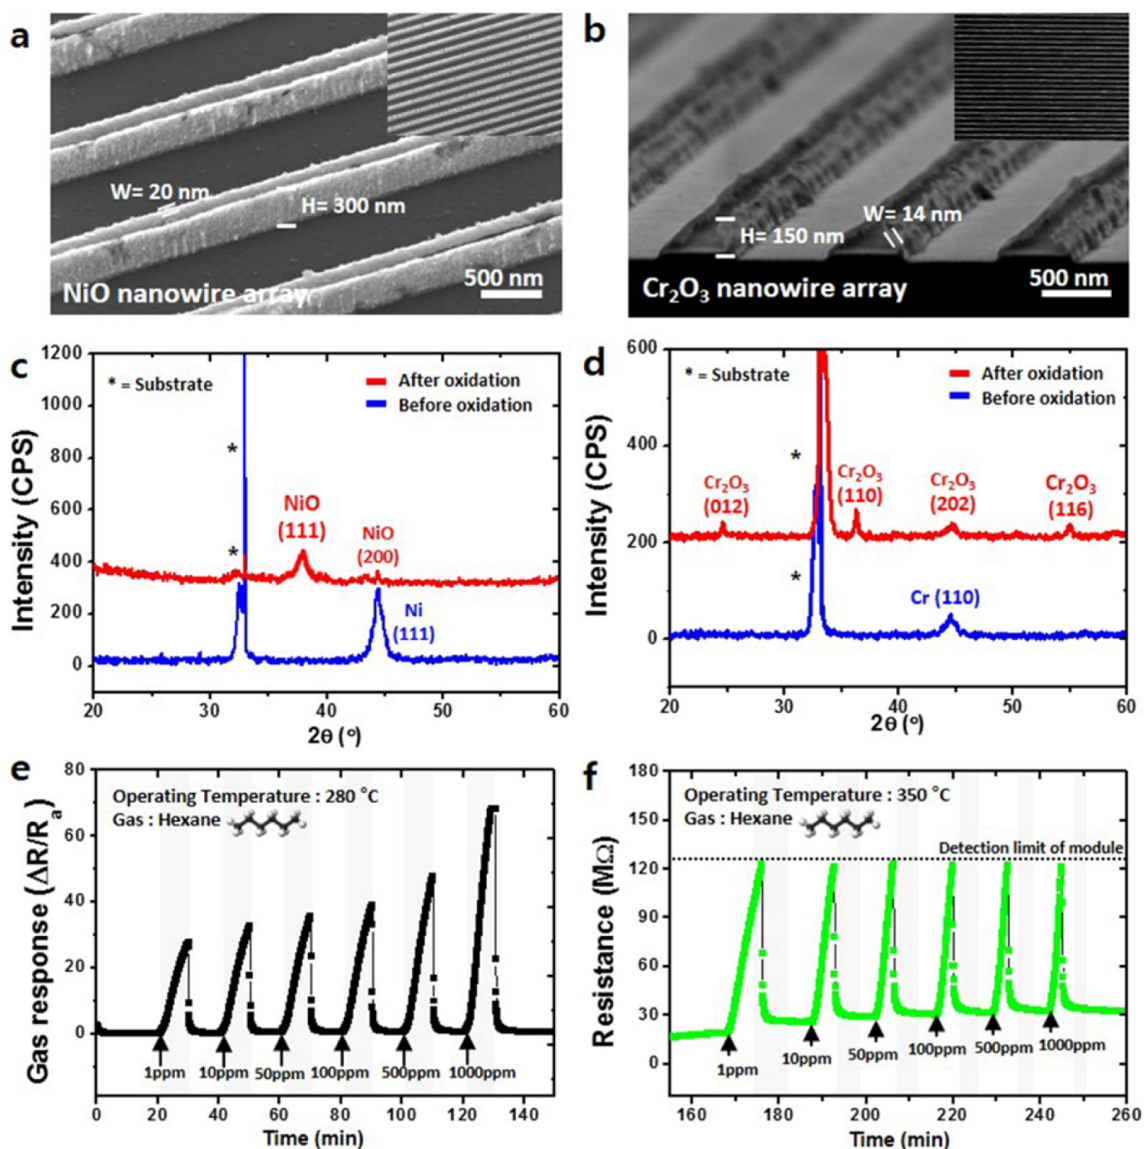 a
W= 20 nm
H= 300 nm
NiO nanowire array
500 nm
b
W= 14 nm
H= 150 nm
Cr₂O₃ nanowire array
500 nm
c
* = Substrate
After oxidation
Before oxidation
*
*
NiO
(111)
NiO
(200)
Ni
(111)
Intensity (CPS)
1200
1000
800
600
400
200
0
20
30
40
50
60
2θ (°)
d
* = Substrate
After oxidation
Before oxidation
*
*
Cr₂O₃
(012)
Cr₂O₃
(110)
Cr₂O₃
(202)
Cr₂O₃
(116)
Cr (110)
Intensity (CPS)
600
400
200
0
20
30
40
50
60
2θ (°)
e
Operating Temperature : 280 °C
Gas : Hexane
Gas response (ΔR/Rₐ)
80
60
40
20
0
1ppm
10ppm
50ppm
100ppm
500ppm
1000ppm
0
20
40
60
80
100
120
140
Time (min)
f
Operating Temperature : 350 °C
Gas : Hexane
Detection limit of module
Resistance (MΩ)
180
150
120
90
60
30
0
1ppm
10ppm
50ppm
100ppm
500ppm
1000ppm
160
180
200
220
240
260
Time (min)